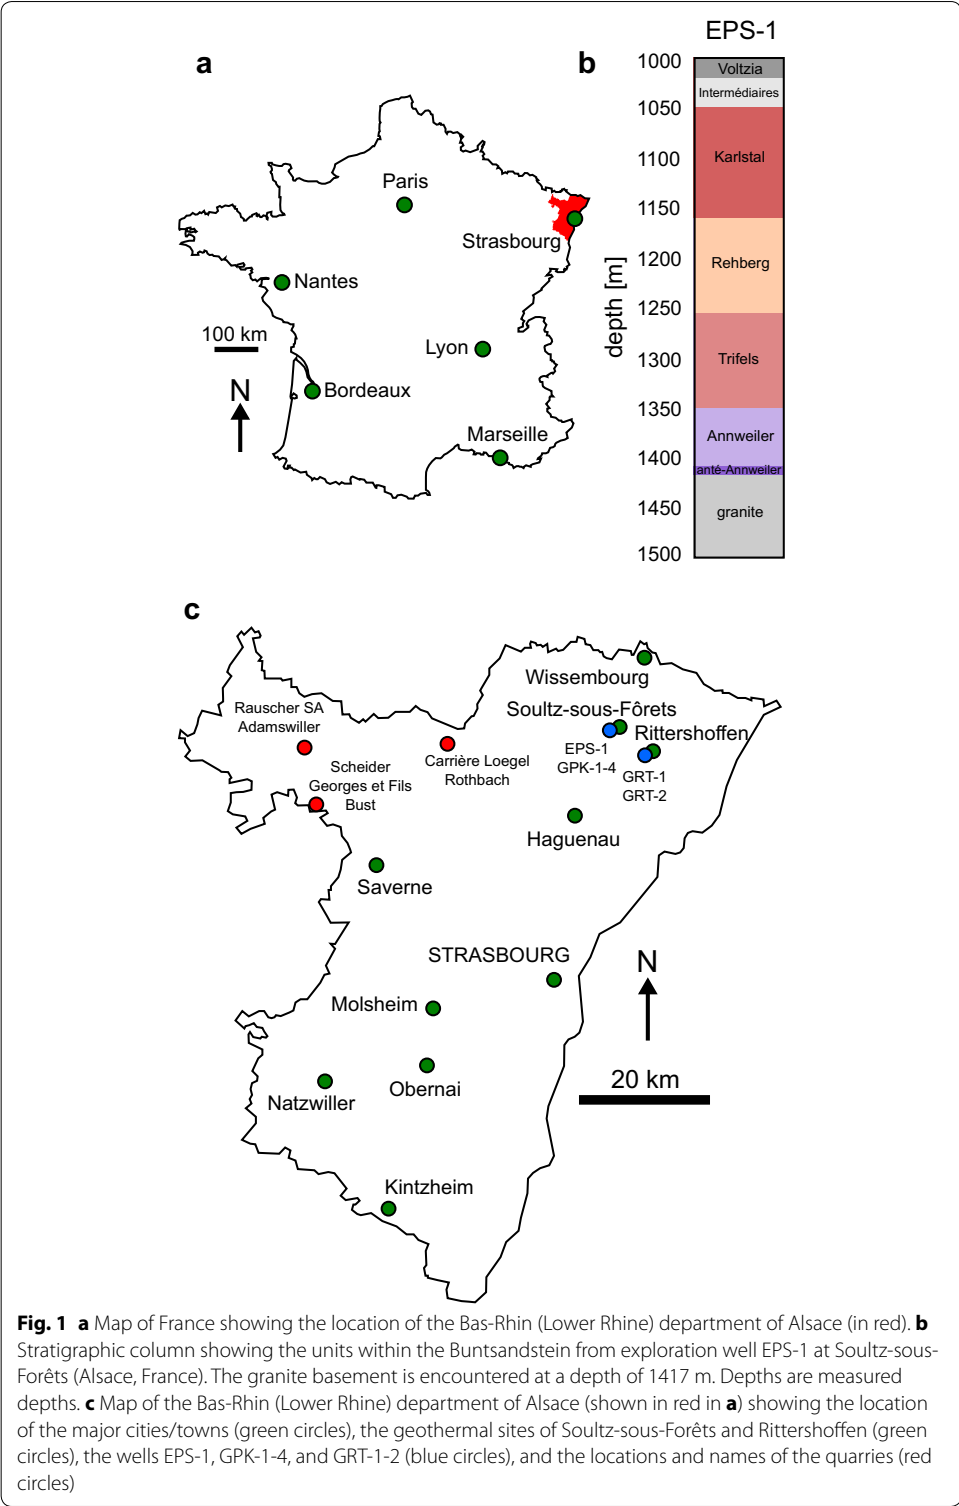 a
Paris
Strasbourg
Nantes
100 km
Lyon
N
Bordeaux
Marseille
b
EPS-1
depth [m]
1000
1050
1100
1150
1200
1250
1300
1350
1400
1450
1500
Voltzia
Intermédiaires
Karlstal
Rehberg
Trifels
Annweiler
anté-Annweiler
granite
c
Wissembourg
Rauscher SA
Adamswiller
Soultz-sous-Fôrets
Rittershoffen
EPS-1
GPK-1-4
Carrière Loegel
Rothbach
Scheider
Georges et Fils
Bust
GRT-1
GRT-2
Haguenau
Saverne
STRASBOURG
N
Molsheim
20 km
Obernai
Natzwiller
Kintzheim
Fig. 1 a Map of France showing the location of the Bas-Rhin (Lower Rhine) department of Alsace (in red). b
Stratigraphic column showing the units within the Buntsandstein from exploration well EPS-1 at Soultz-sous-
Forêts (Alsace, France). The granite basement is encountered at a depth of 1417 m. Depths are measured
depths. c Map of the Bas-Rhin (Lower Rhine) department of Alsace (shown in red in a) showing the location
of the major cities/towns (green circles), the geothermal sites of Soultz-sous-Forêts and Rittershoffen (green
circles), the wells EPS-1, GPK-1-4, and GRT-1-2 (blue circles), and the locations and names of the quarries (red
circles)